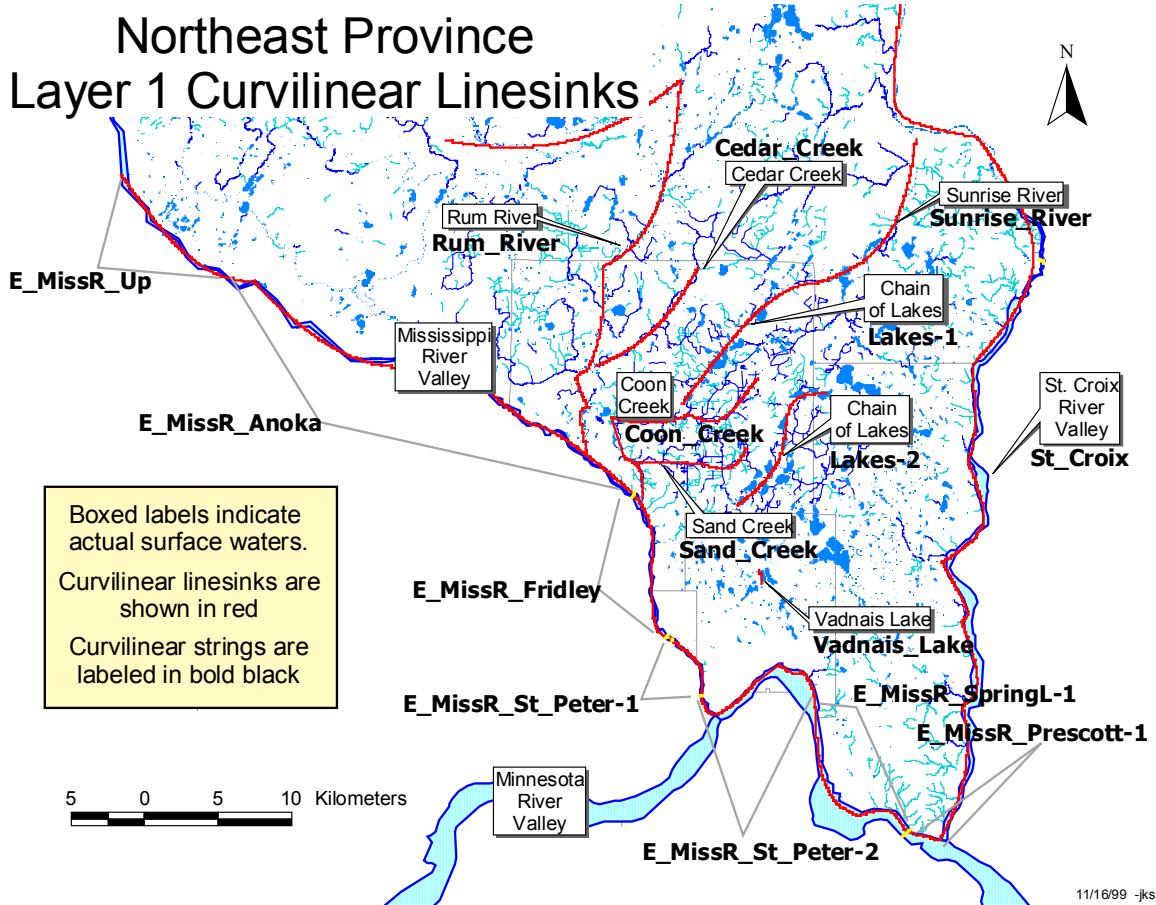 Northeast Province
Layer 1 Curvilinear Linesinks
N
Cedar_Creek
Cedar Creek
Sunrise River
Sunrise_River
Rum River
Rum_River
E_MissR_Up
Chain
of Lakes
Lakes-1
Mississippi
River
Valley
Coon
Creek
Coon_Creek
St. Croix
River
Valley
St_Croix
Chain
of Lakes
Lakes-2
E_MissR_Anoka
Boxed labels indicate
actual surface waters.
Curvilinear linesinks are
shown in red
Curvilinear strings are
labeled in bold black
Sand Creek
Sand_Creek
E_MissR_Fridley
Vadnais Lake
Vadnais_Lake
E_MissR_St_Peter-1
E_MissR_SpringL-1
E_MissR_Prescott-1
Minnesota
River
Valley
5 0 5 10 Kilometers
E_MissR_St_Peter-2
11/16/99 -jks